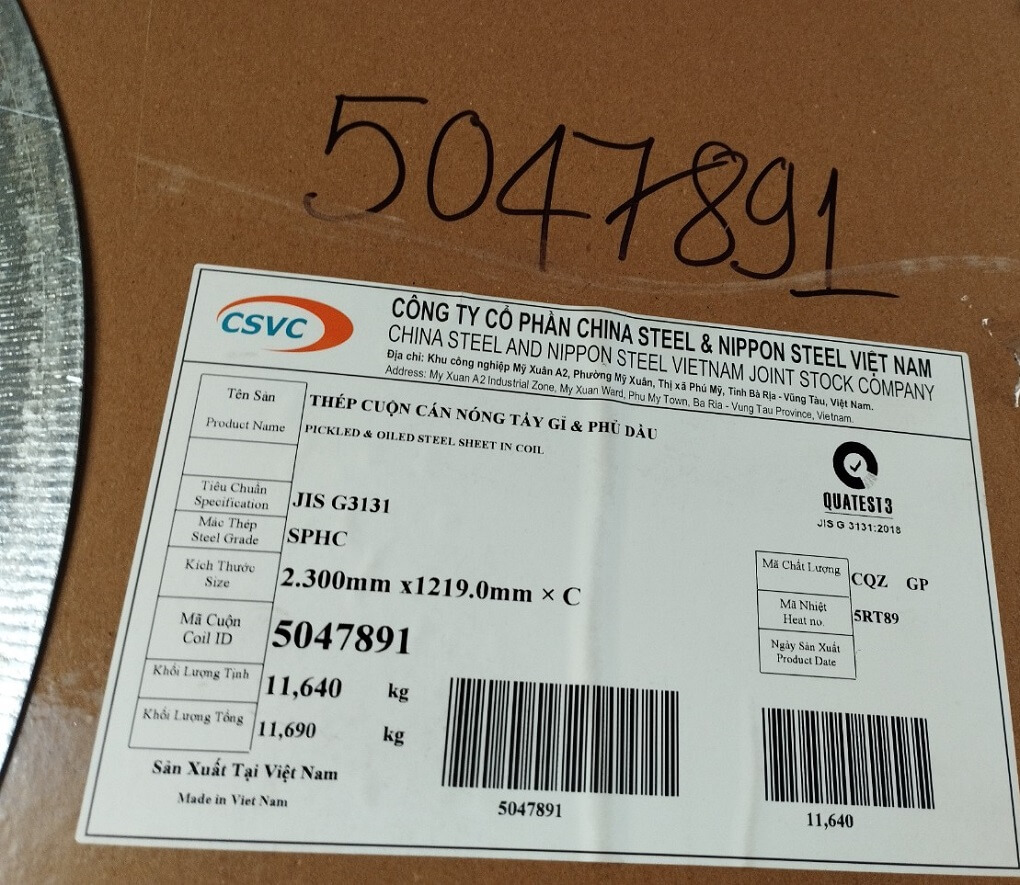 5047891
CSVC
CÔNG TY CỔ PHẦN CHINA STEEL & NIPPON STEEL VIỆT NAM
CHINA STEEL AND NIPPON STEEL VIETNAM JOINT STOCK COMPANY
Địa chỉ: Khu công nghiệp Mỹ Xuân A2, Phường Mỹ Xuân, Thị xã Phú Mỹ, Tỉnh Bà Rịa - Vũng Tàu, Việt Nam.
Address: My Xuan A2 Industrial Zone, My Xuan Ward, Phu My Town, Ba Ria - Vung Tau Province, Vietnam.
Tên Sản
Product Name
THÉP CUỘN CÁN NÓNG TẨY GỈ & PHỦ DẦU
PICKLED & OILED STEEL SHEET IN COIL
QUATEST 3
JIS G 3131:2018
Tiêu Chuẩn
Specification
JIS G3131
Mác Thép
Steel Grade
SPHC
Kích Thước
Size
2.300mm x1219.0mm × C
Mã Chất Lượng
CQZ GP
Mã Nhiệt
Heat no.
5RT89
Ngày Sản Xuất
Product Date
Mã Cuộn
Coil ID
5047891
Khối Lượng Tịnh
11,640 kg
Khối Lượng Tổng
11,690 kg
Sản Xuất Tại Việt Nam
Made in Viet Nam
5047891
11,640